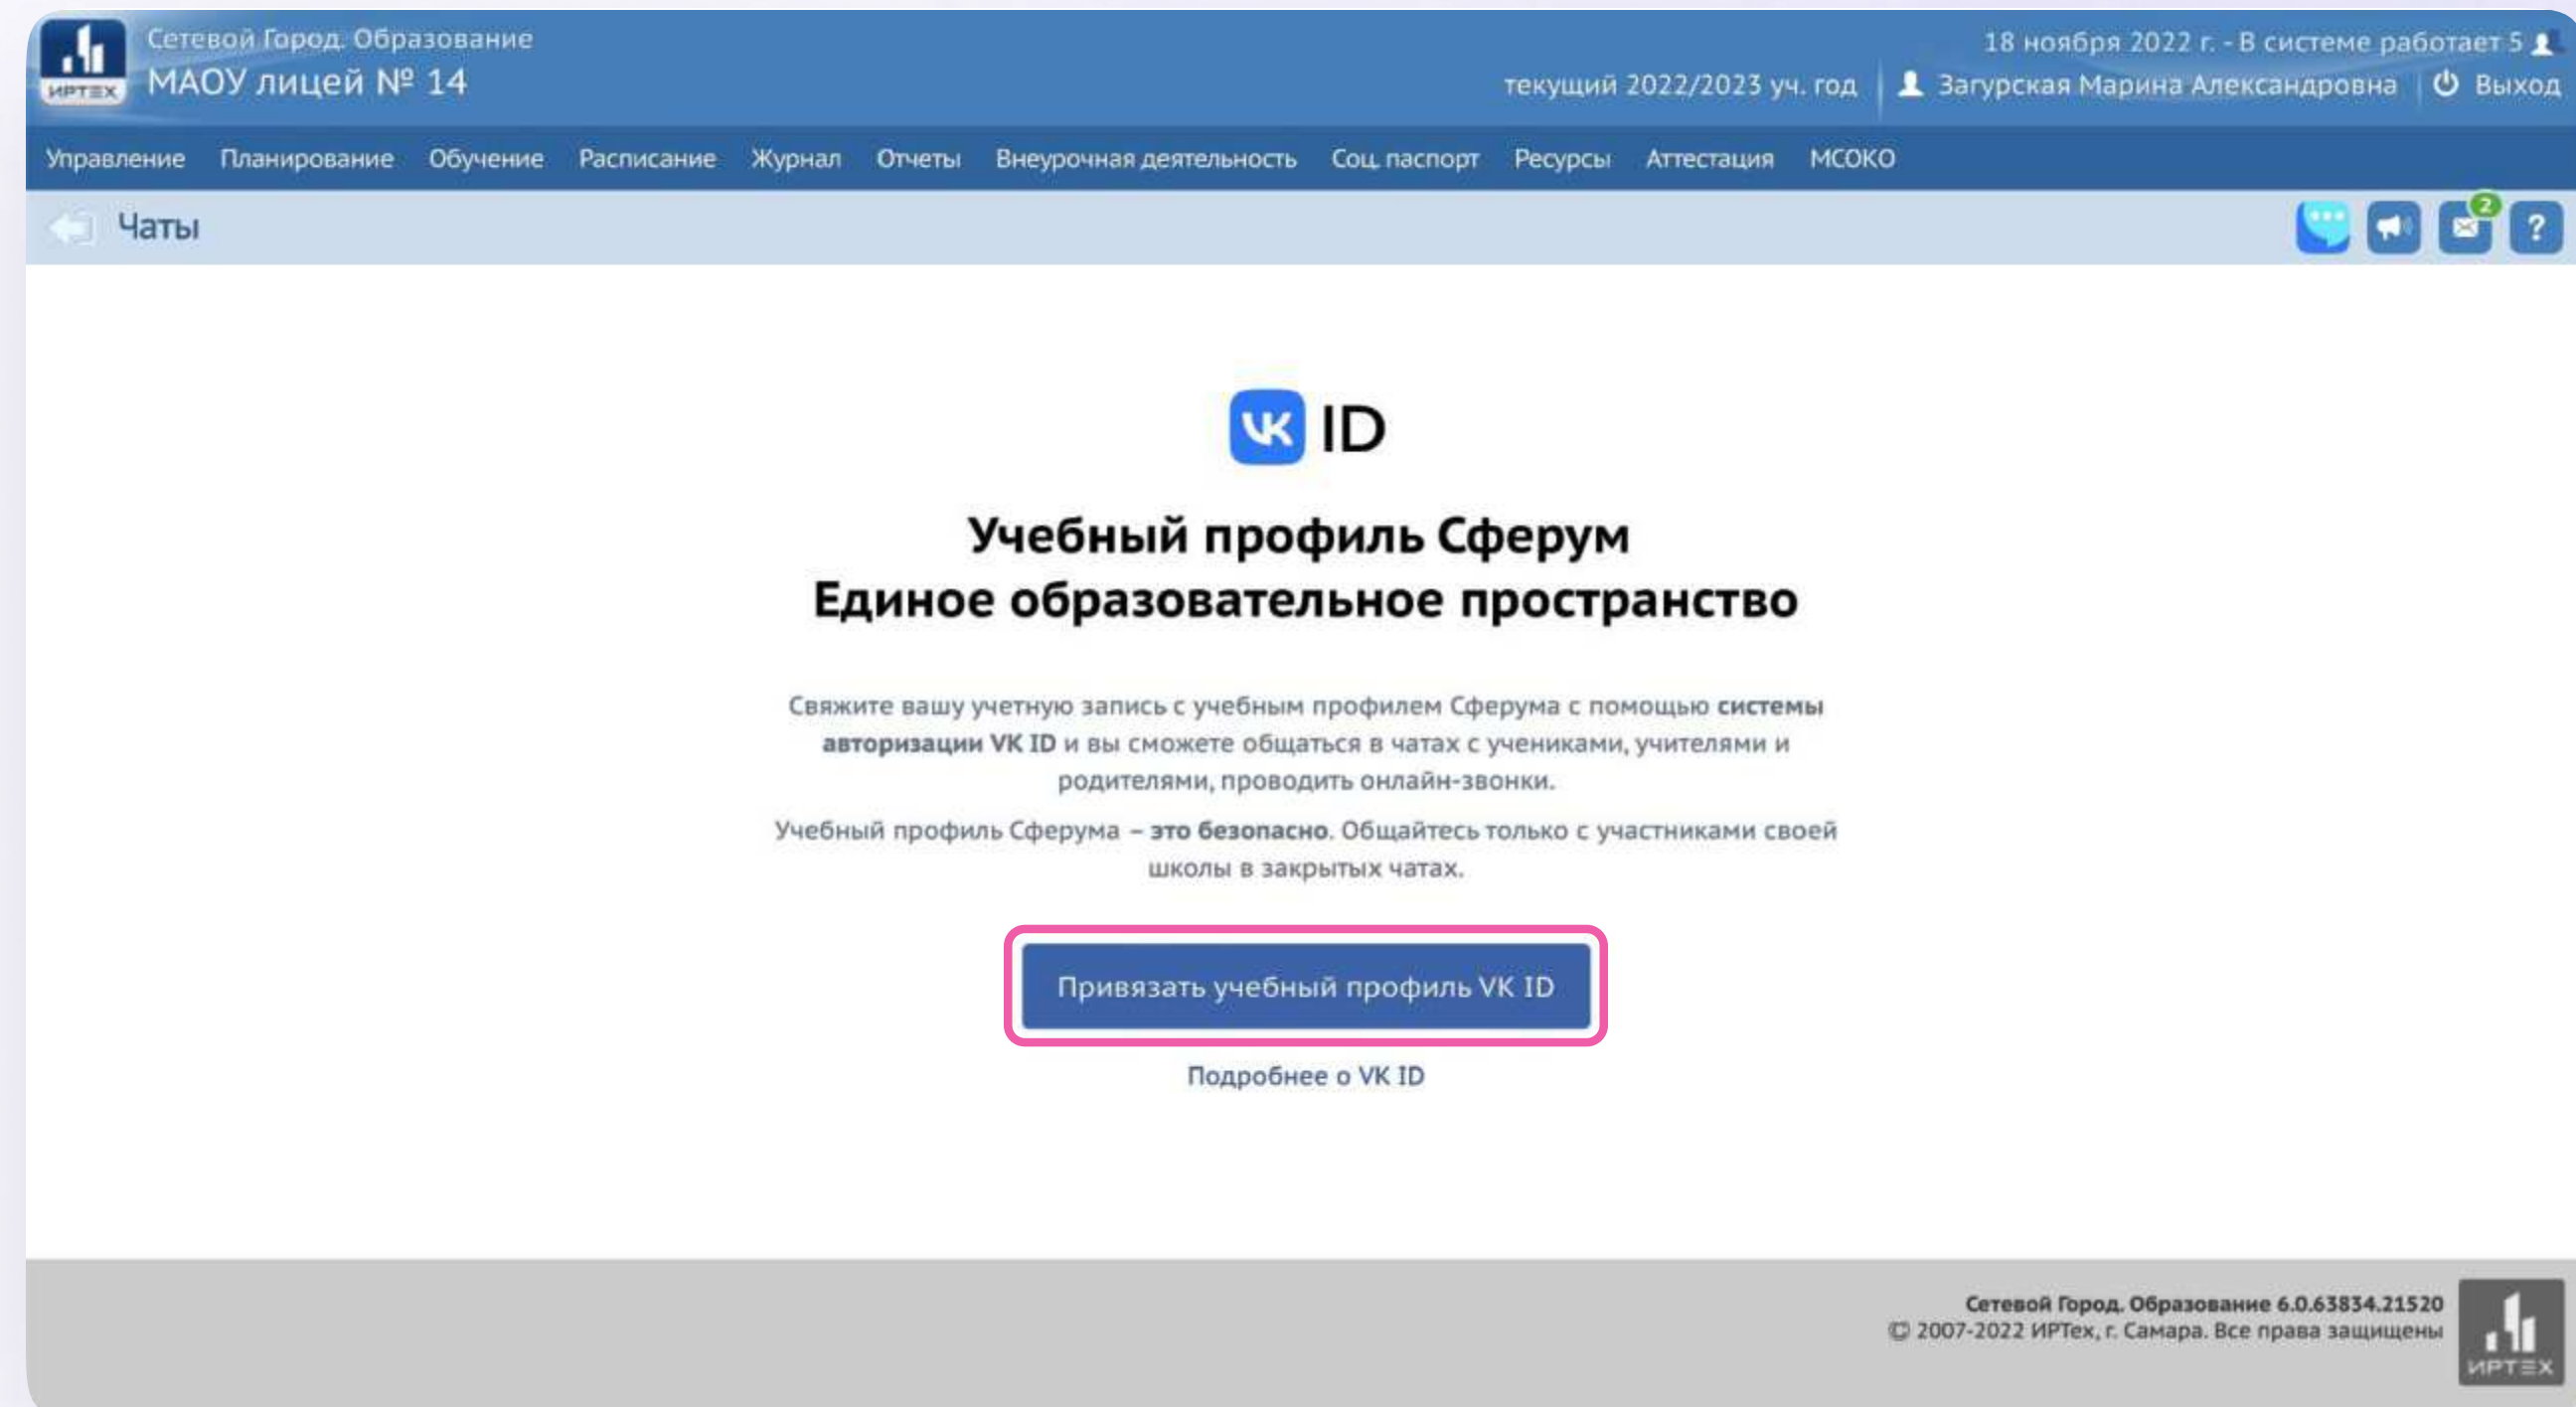 Сетевой Город. Образование
МАОУ лицей № 14
ИРТЕХ
18 ноября 2022 г. - В системе работает 5
текущий 2022/2023 уч. год
Загурская Марина Александровна
Выход
Управление Планирование Обучение Расписание Журнал Отчеты Внеурочная деятельность Соц. паспорт Ресурсы Аттестация МСОКО
Чаты
2
?
VK ID
Учебный профиль Сферум
Единое образовательное пространство
Свяжите вашу учетную запись с учебным профилем Сферума с помощью системы
авторизации VK ID и вы сможете общаться в чатах с учениками, учителями и
родителями, проводить онлайн-звонки.
Учебный профиль Сферума – это безопасно. Общайтесь только с участниками своей
школы в закрытых чатах.
Привязать учебный профиль VK ID
Подробнее о VK ID
Сетевой Город. Образование 6.0.63834.21520
© 2007-2022 ИРТех, г. Самара. Все права защищены
ИРТЕХ